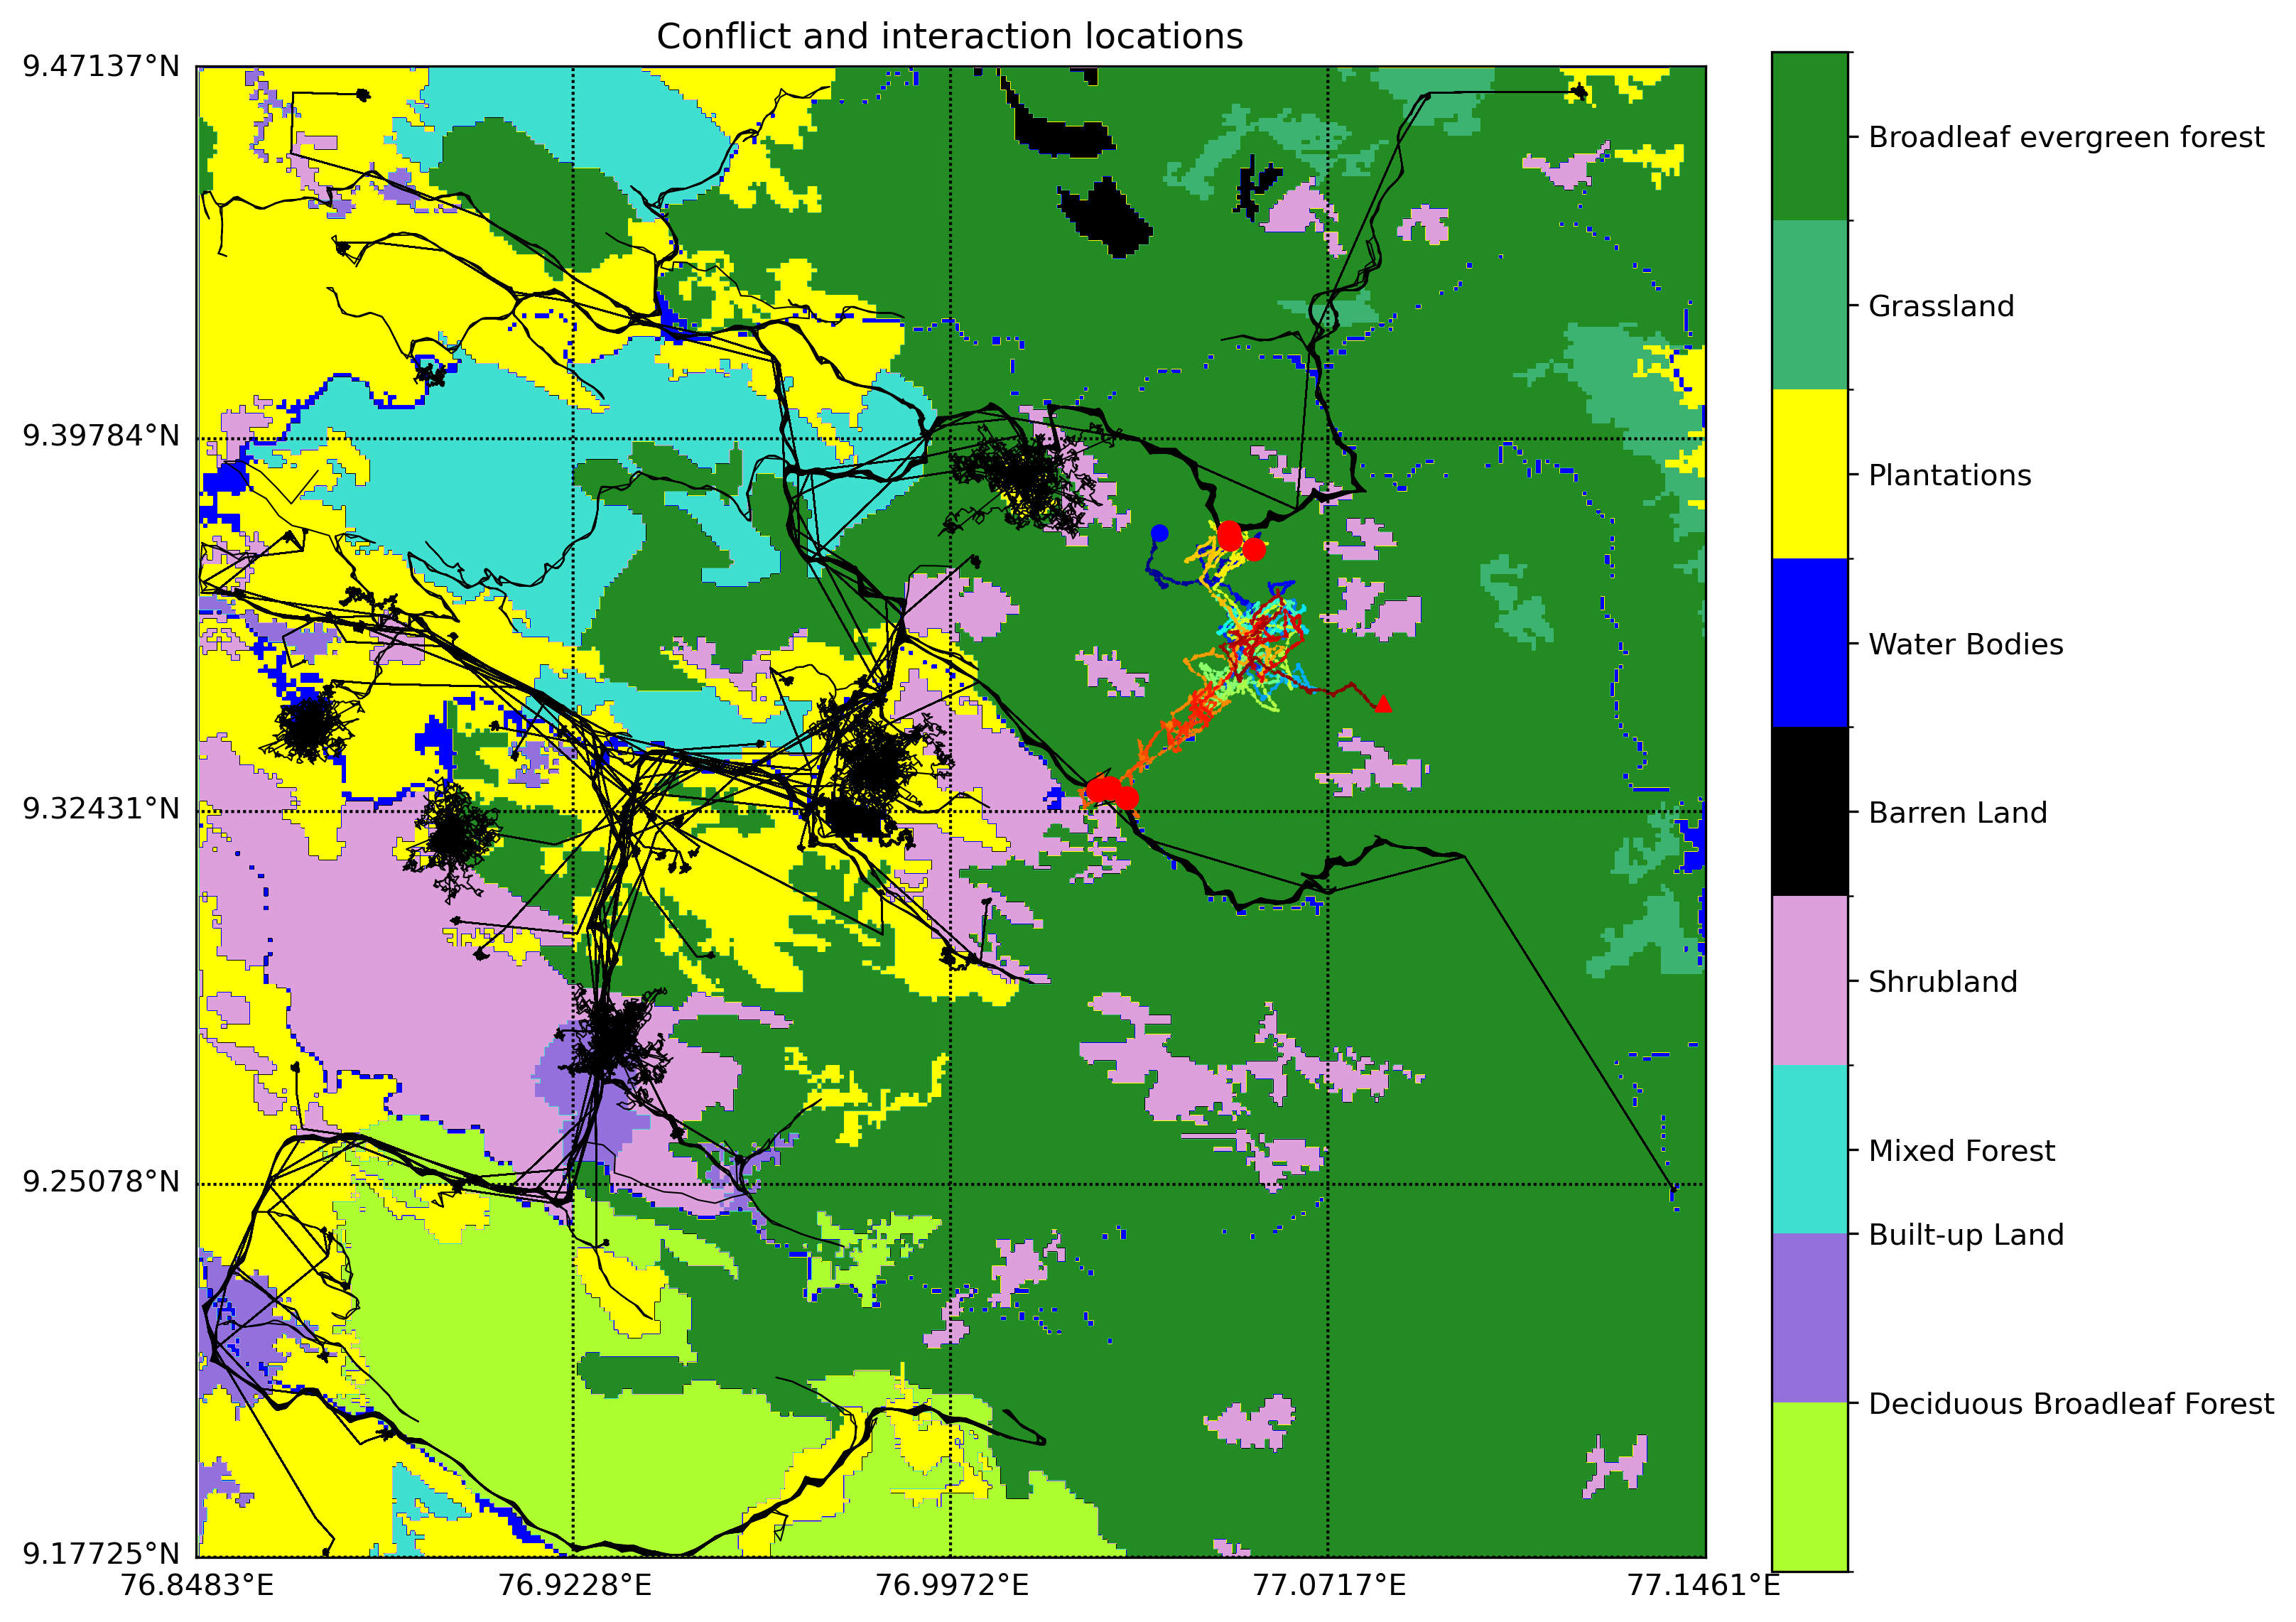 Conflict and interaction locations
9.47137°N
9.39784°N
9.32431°N
9.25078°N
9.17725°N
76.8483°E
76.9228°E
76.9972°E
77.0717°E
77.1461°E
Broadleaf evergreen forest
Grassland
Plantations
Water Bodies
Barren Land
Shrubland
Mixed Forest
Built-up Land
Deciduous Broadleaf Forest